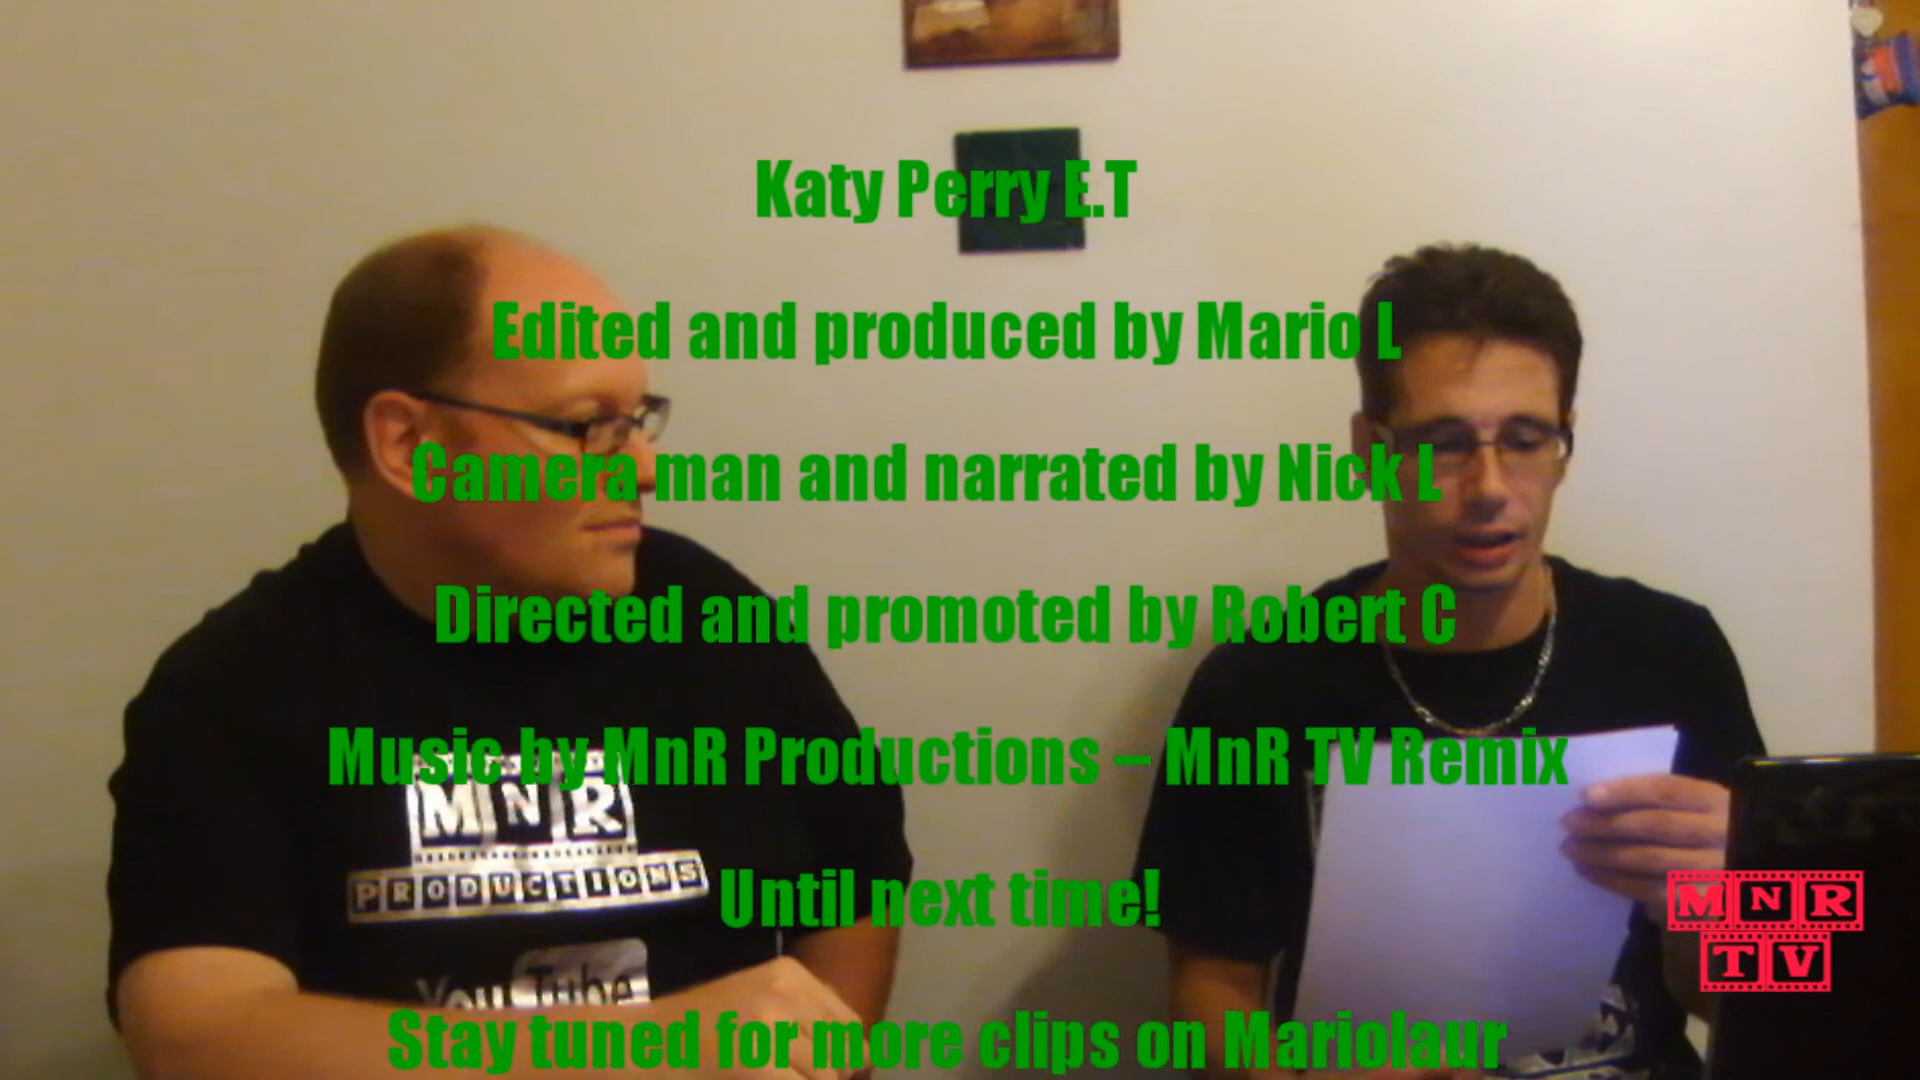 Katy Perry E.T
Edited and produced by Mario L
Camera man and narrated by Nick L
Directed and promoted by Robert C
Music by MnR Productions – MnR TV Remix
MNR
PRODUCTIONS
Until next time!
MNR
TV
YouTube
Stay tuned for more clips on Mariolaur